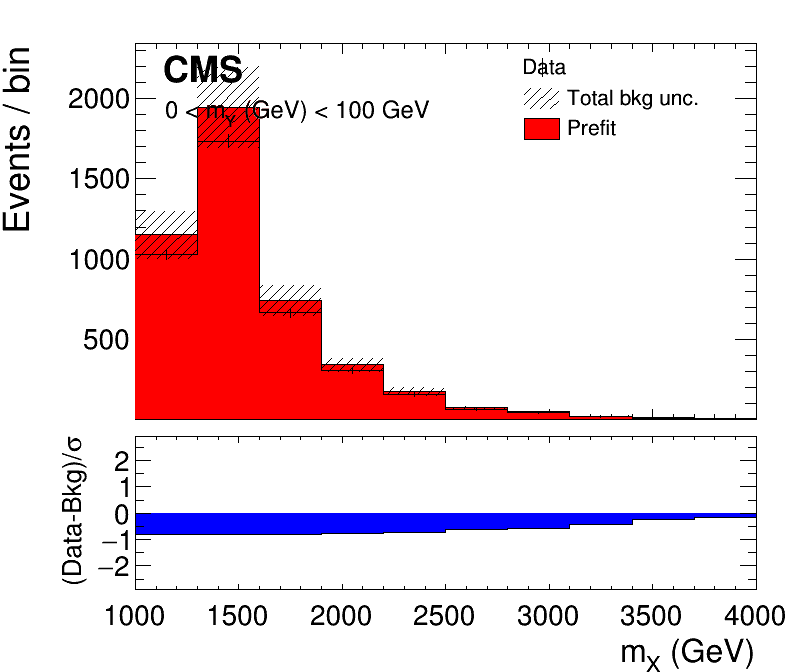 CMS
0 < m_Y (GeV) < 100 GeV
Data
Total bkg unc.
Prefit
Events / bin
2000
1500
1000
500
(Data-Bkg)/σ
2
1
0
−1
−2
1000 1500 2000 2500 3000 3500 4000
m_X (GeV)